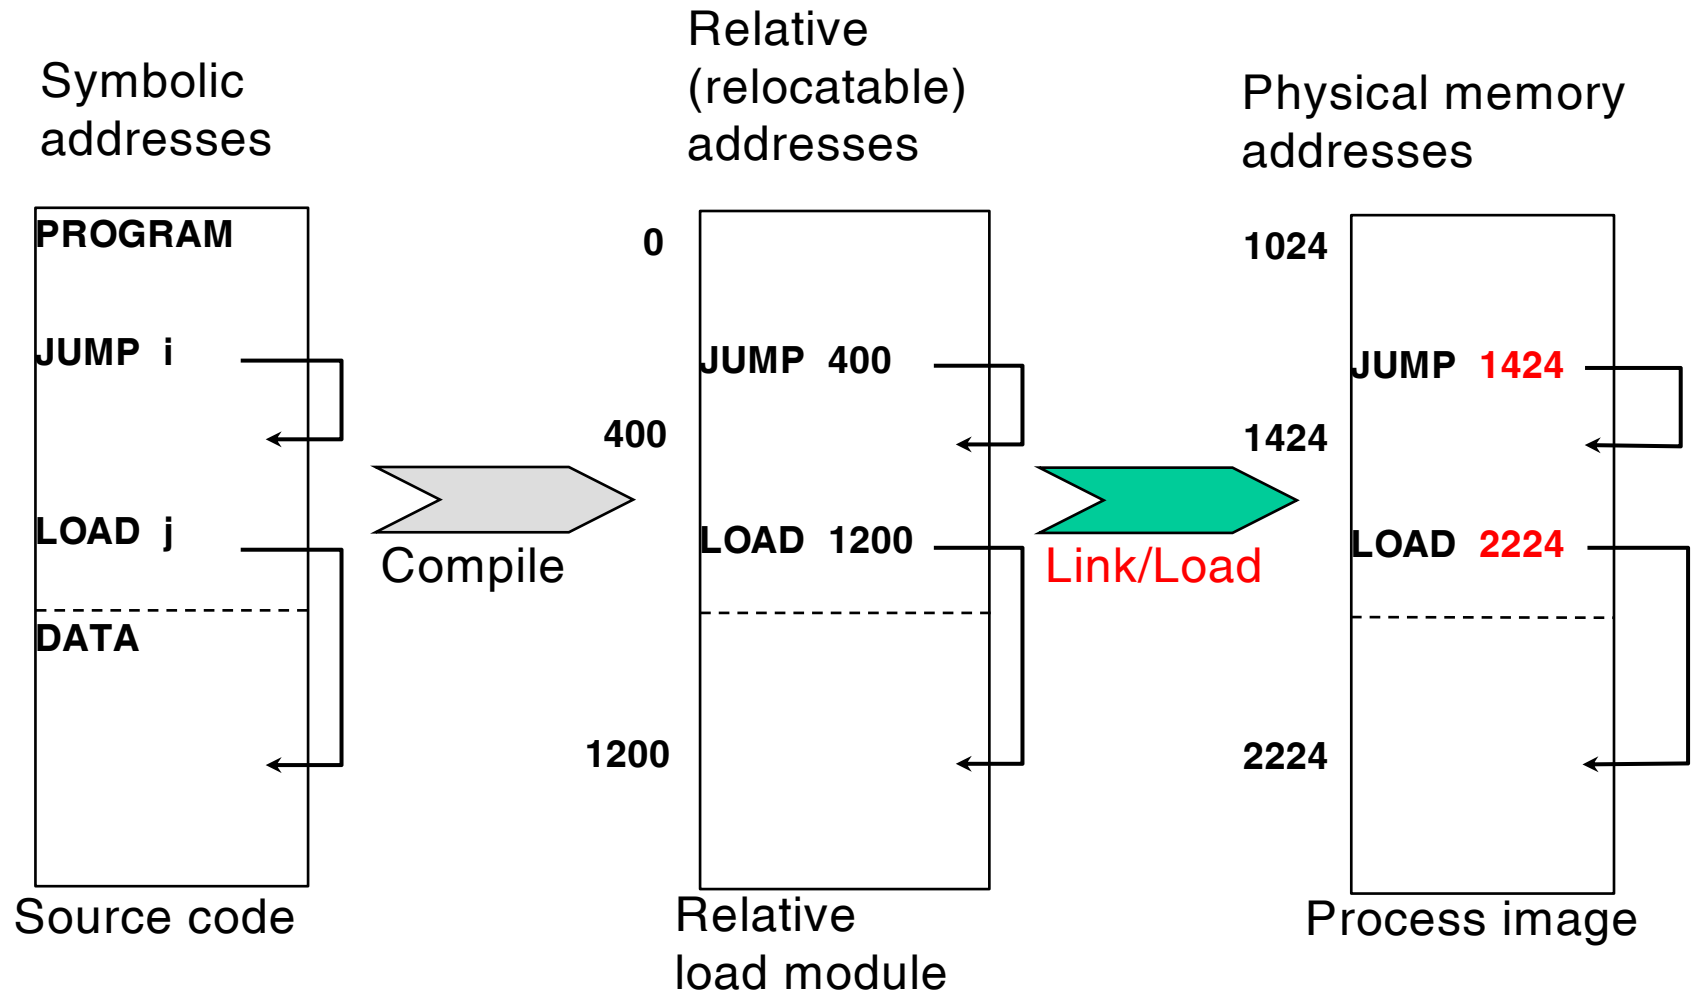 Symbolic
addresses
PROGRAM
JUMP i
LOAD j
DATA
Source code
Compile
Relative
(relocatable)
addresses
0
JUMP 400
400
LOAD 1200
1200
Relative
load module
Link/Load
Physical memory
addresses
1024
JUMP 1424
1424
LOAD 2224
2224
Process image